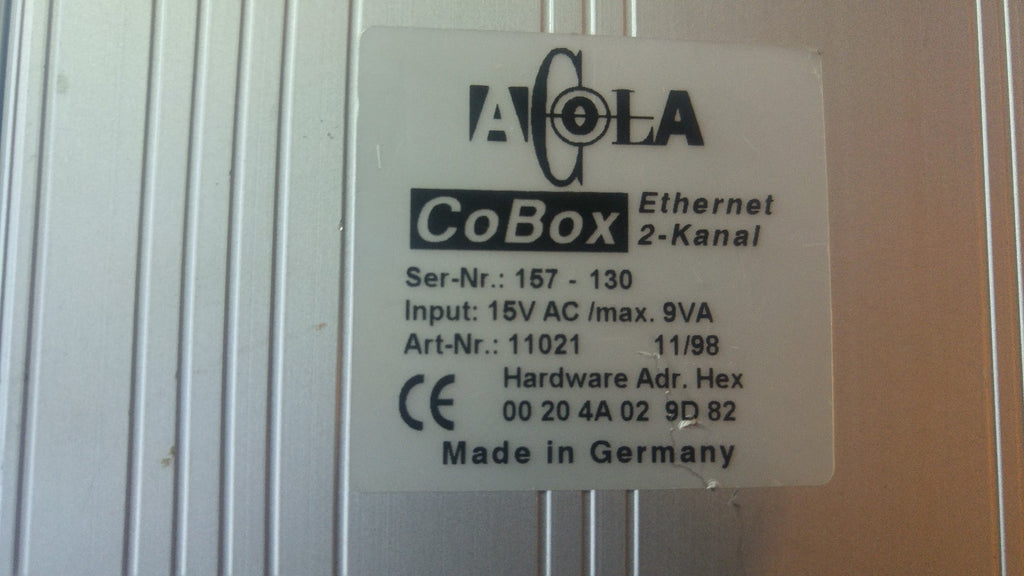 ACOLA
CoBox Ethernet
2-Kanal
Ser-Nr.: 157 - 130
Input: 15V AC /max. 9VA
Art-Nr.: 11021 11/98
CE Hardware Adr. Hex
00 20 4A 02 9D 82
Made in Germany